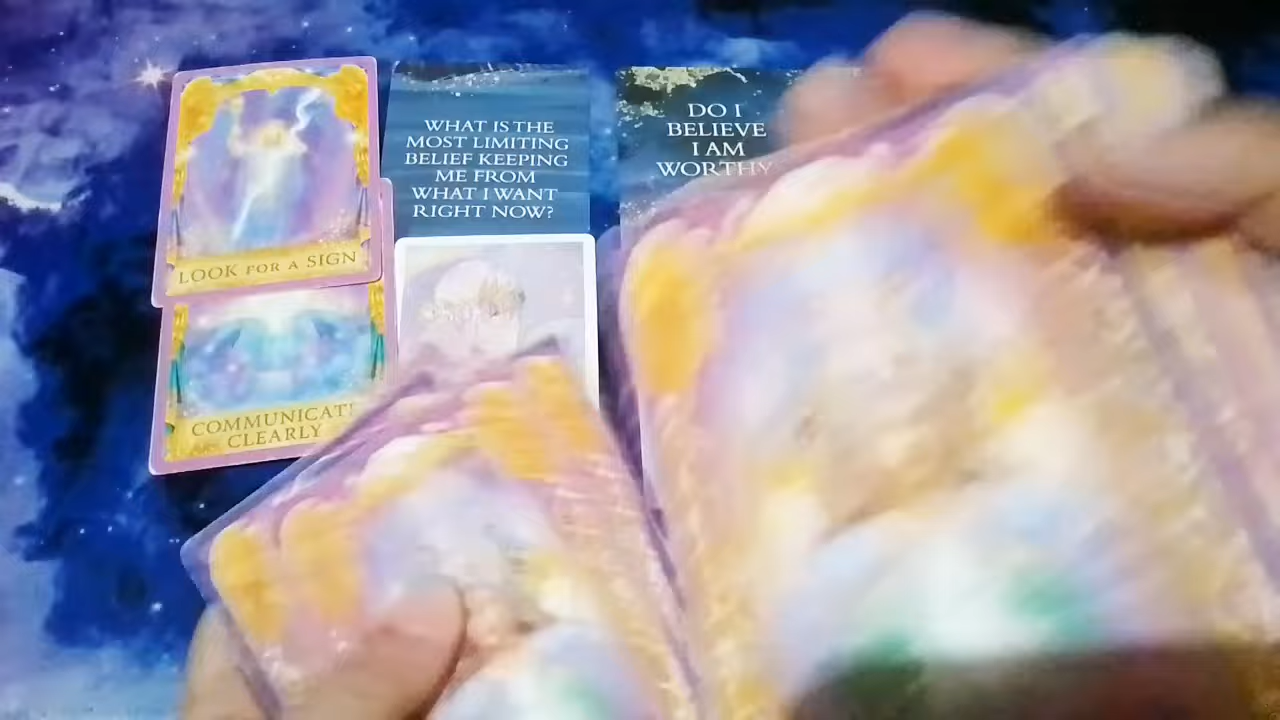 LOOK FOR A SIGN
COMMUNICATE
CLEARLY
WHAT IS THE
MOST LIMITING
BELIEF KEEPING
ME FROM
WHAT I WANT
RIGHT NOW?
DO I
BELIEVE
I AM
WORTHY